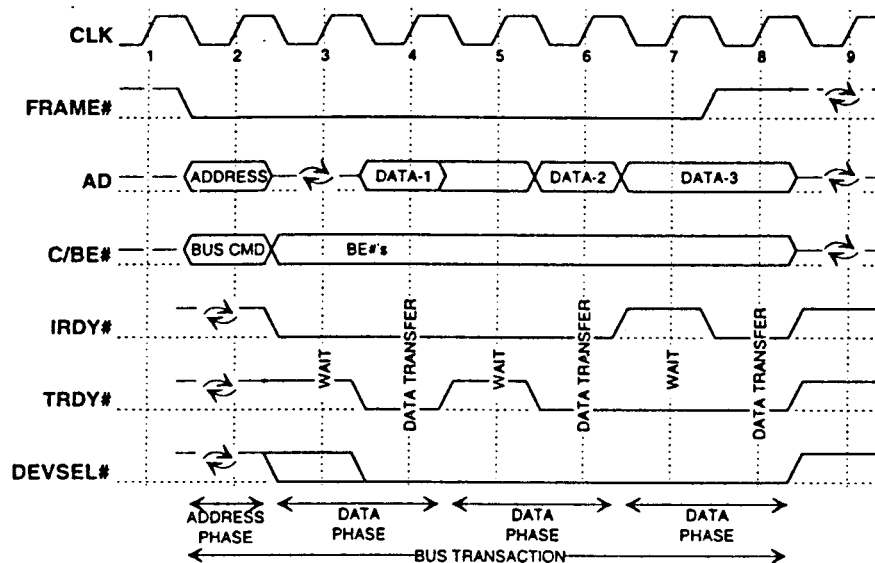 CLK
1 2 3 4 5 6 7 8 9
FRAME#
AD ADDRESS DATA-1 DATA-2 DATA-3
C/BE# BUS CMD BE#'s
IRDY#
WAIT
DATA TRANSFER
WAIT
DATA TRANSFER
WAIT
DATA TRANSFER
TRDY#
DEVSEL#
ADDRESS PHASE
DATA PHASE
DATA PHASE
DATA PHASE
BUS TRANSACTION